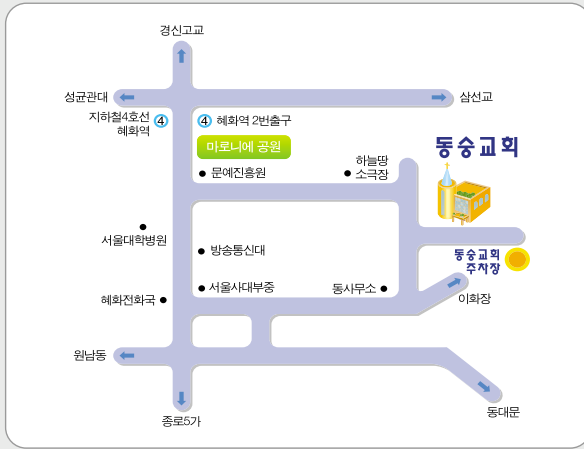 경신고교
성균관대
삼선교
지하철4호선
혜화역
4
4
혜화역 2번출구
마로니에 공원
문예진흥원
하늘땅
소극장
동숭교회
서울대학병원
방송통신대
동숭교회
주차장
서울사대부중
동사무소
혜화전화국
이화장
원남동
동대문
종로5가